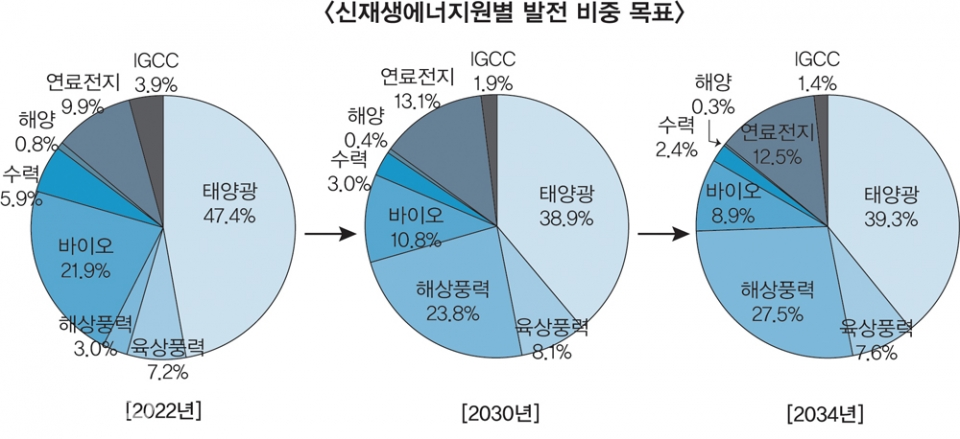 〈신재생에너지원별 발전 비중 목표〉
IGCC
3.9%
연료전지
9.9%
해양
0.8%
수력
5.9%
바이오
21.9%
해상풍력
3.0%
육상풍력
7.2%
태양광
47.4%
[2022년]
IGCC
1.9%
연료전지
13.1%
해양
0.4%
수력
3.0%
바이오
10.8%
해상풍력
23.8%
육상풍력
8.1%
태양광
38.9%
[2030년]
IGCC
1.4%
해양
0.3%
수력
2.4%
연료전지
12.5%
바이오
8.9%
해상풍력
27.5%
육상풍력
7.6%
태양광
39.3%
[2034년]